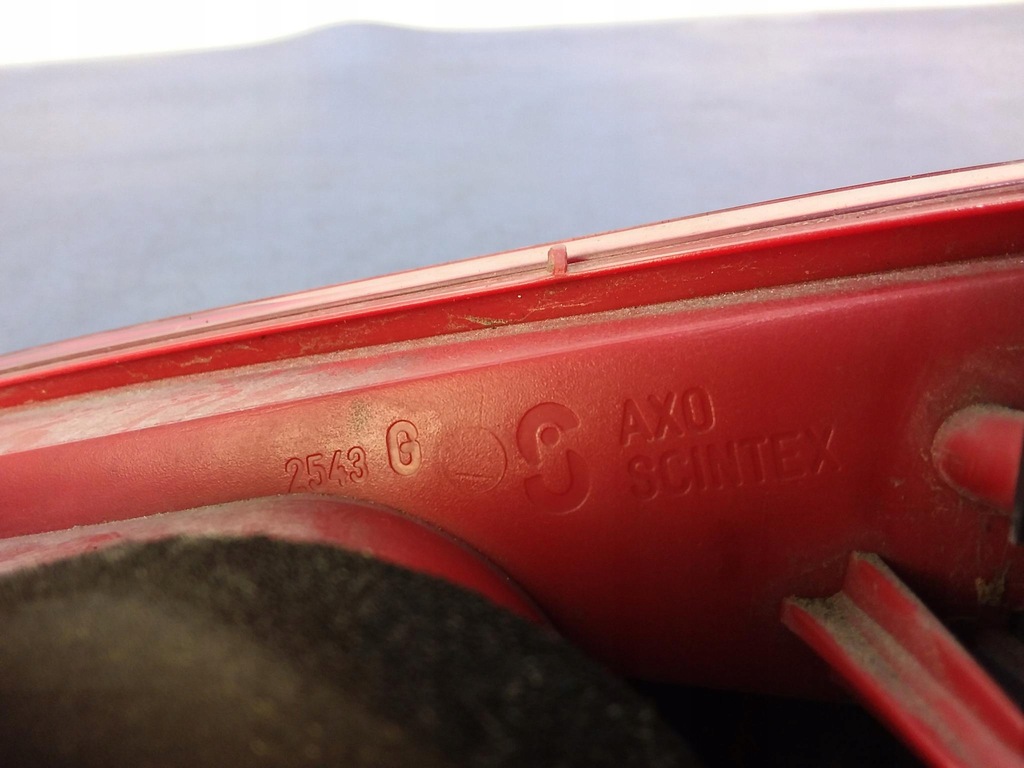 2543 G
AXO
SCINTEX